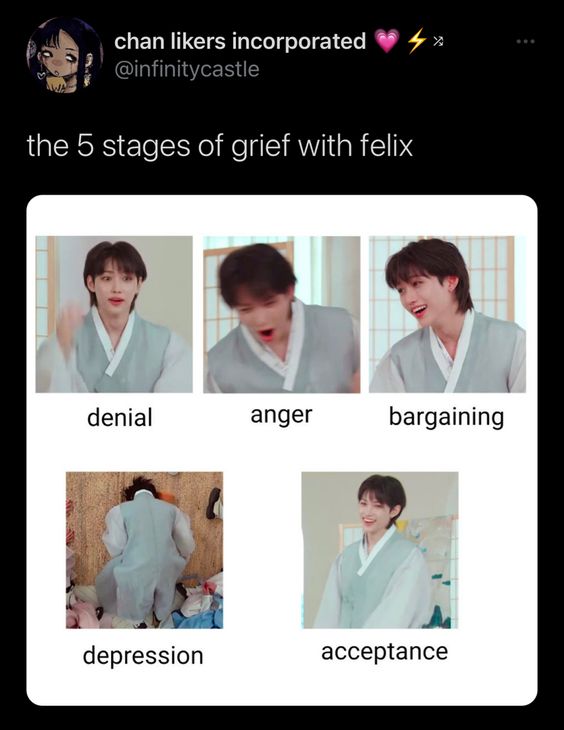 chan likers incorporated 💗⚡🔀
@infinitycastle
the 5 stages of grief with felix
denial
anger
bargaining
depression
acceptance